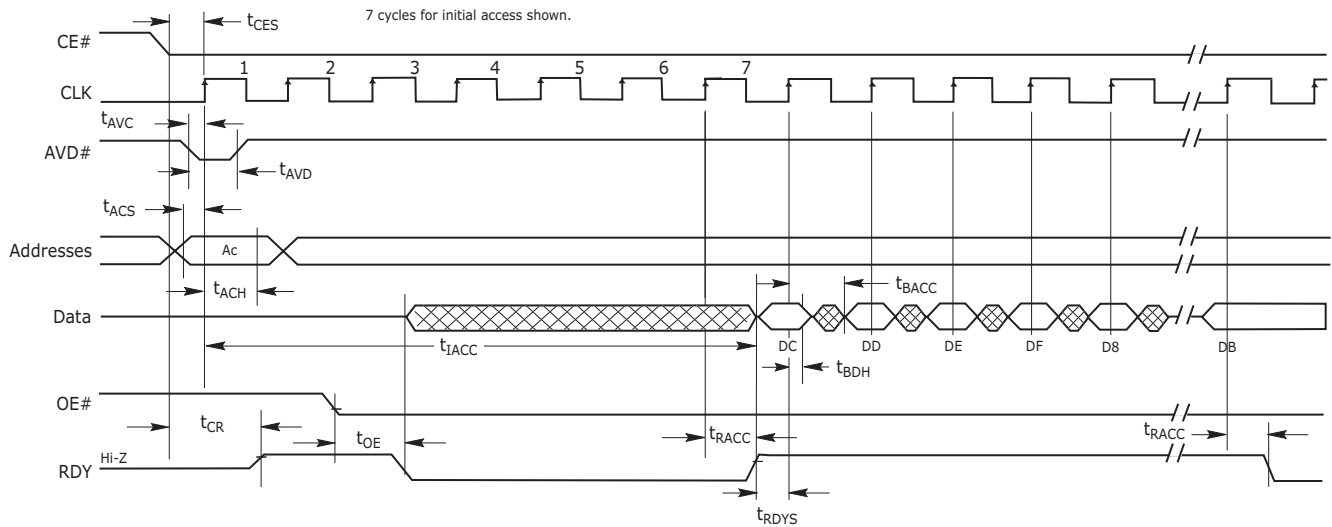 7 cycles for initial access shown.
tCES
CE#
1 2 3 4 5 6 7
CLK
tAVC
AVD#
tAVD
tACS
Addresses
Ac
tACH
tBACC
Data
DC DD DE DF D8 DB
tIACC
tBDH
OE#
tCR
tOE
tRACC
tRACC
Hi-Z
RDY
tRDYS